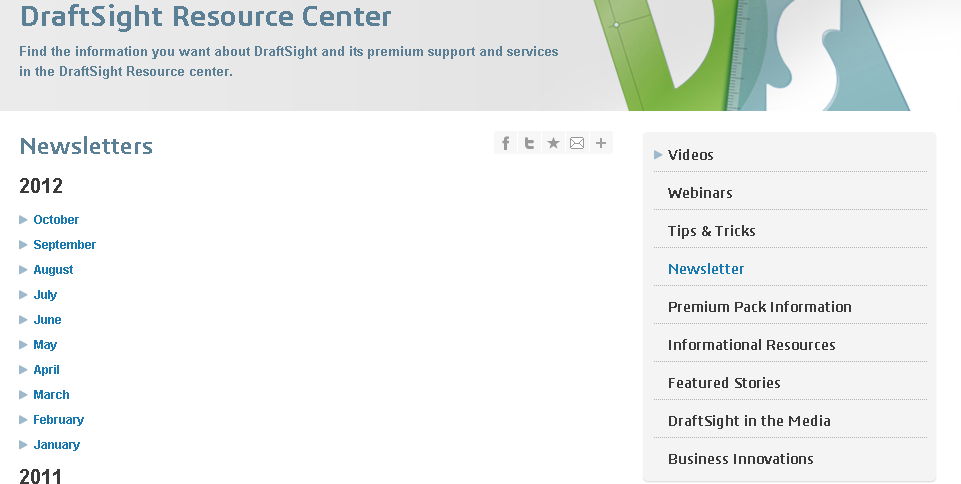 DraftSight Resource Center
Find the information you want about DraftSight and its premium support and services
in the DraftSight Resource center.
Newsletters
2012
October
September
August
July
June
May
April
March
February
January
2011
Videos
Webinars
Tips & Tricks
Newsletter
Premium Pack Information
Informational Resources
Featured Stories
DraftSight in the Media
Business Innovations